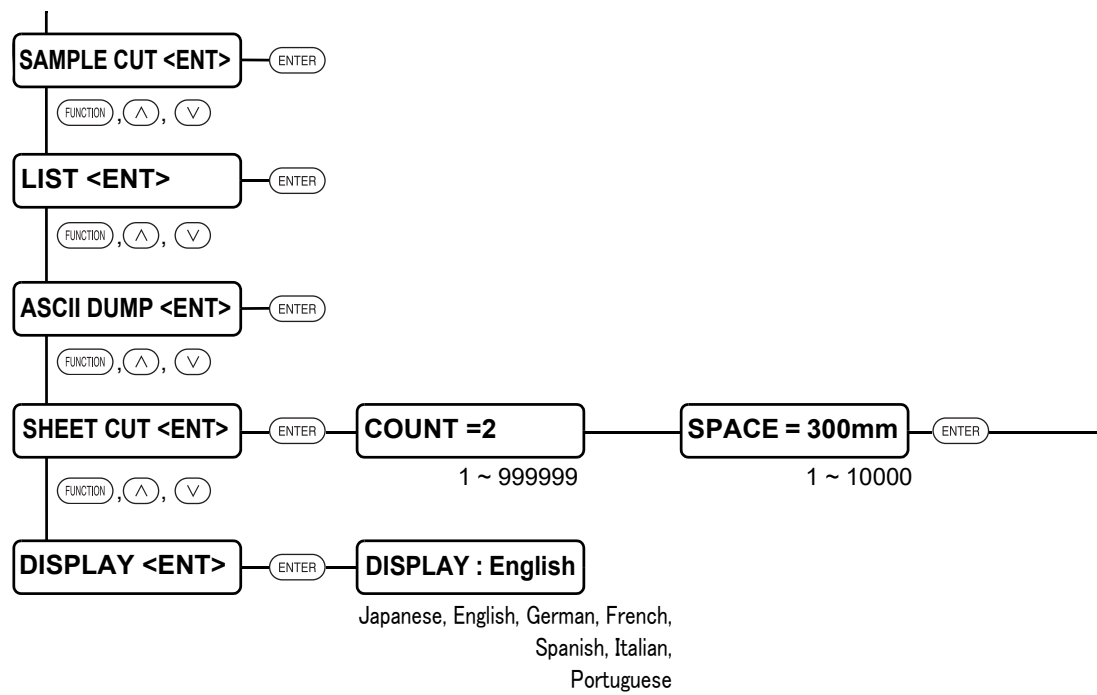 SAMPLE CUT <ENT> ENTER
FUNCTION , ∧ , ∨
LIST <ENT> ENTER
FUNCTION , ∧ , ∨
ASCII DUMP <ENT> ENTER
FUNCTION , ∧ , ∨
SHEET CUT <ENT> ENTER COUNT =2 SPACE = 300mm ENTER
1 ~ 999999 1 ~ 10000
FUNCTION , ∧ , ∨
DISPLAY <ENT> ENTER DISPLAY : English
Japanese, English, German, French,
Spanish, Italian,
Portuguese